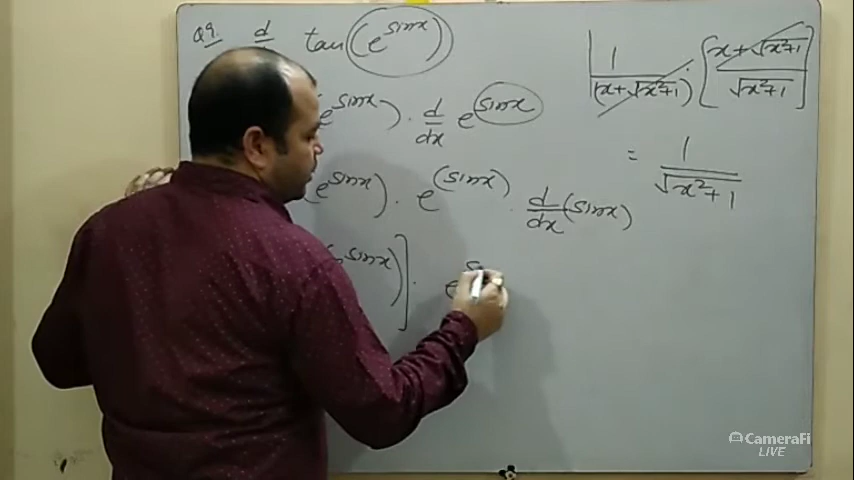 Q9. d tan(e^sinx)
e^sinx) · d/dx e^sinx
(e^sinx) · e^(sinx) · d/dx (sinx)
sinx)] · e^s
1/(x+√x²+1) · [x+√x²+1/√x²+1]
= 1/√x²+1
CameraFi
LIVE